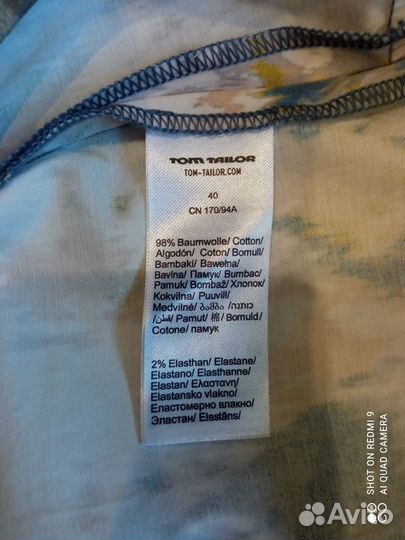 TOM TAILOR
TOM-TAILOR.COM
40
CN 170/94A
98% Baumwolle/ Cotton/
Algodón/ Coton/ Bomull/
Bambaki/ Bawełna/
Bavlna/ Памук/ Bumbac/
Pamuk/ Bombaž/ Хлопок/
Kokvilna/ Puuvill/
Medvilnė/ ბამბა/ כותנה/
/قطن/ Pamut/ 棉/ Bomuld/
Cotone/ памук
2% Elasthan/ Elastane/
Elastano/ Elasthanne/
Elastan/ Ελαστανη/
Elastansko vlakno/
Еластомерно влакно/
Эластан/ Elastāns/
SHOT ON REDMI 9
AI QUAD CAMERA
Avito